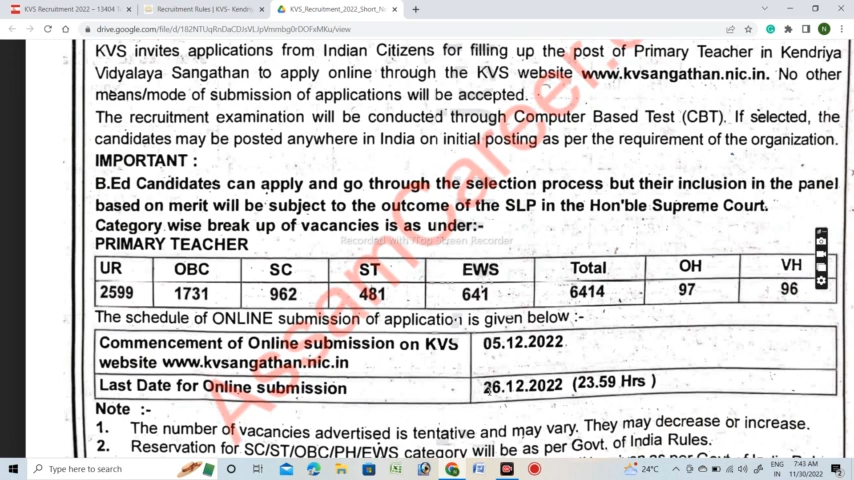 KVS Recruitment 2022 – 13404 T
Recruitment Rules | KVS- Kendri
KVS_Recruitment_2022_Short_N
drive.google.com/file/d/182NTUqRnDaCDJsVLJpVmmbg0rDOFxMKu/view
KVS invites applications from Indian Citizens for filling up the post of Primary Teacher in Kendriya
Vidyalaya Sangathan to apply online through the KVS website www.kvsangathan.nic.in. No other
means/mode of submission of applications will be accepted.
The recruitment examination will be conducted through Computer Based Test (CBT). If selected, the
candidates may be posted anywhere in India on initial posting as per the requirement of the organization.
IMPORTANT :
B.Ed Candidates can apply and go through the selection process but their inclusion in the panel
based on merit will be subject to the outcome of the SLP in the Hon'ble Supreme Court.
Category wise break up of vacancies is as under:-
PRIMARY TEACHER
Recorded with iTop Screen Recorder
UR OBC SC ST EWS Total OH VH
2599 1731 962 481 641 6414 97 96
The schedule of ONLINE submission of application is given below :-
Commencement of Online submission on KVS 05.12.2022
website www.kvsangathan.nic.in
Last Date for Online submission 26.12.2022 (23.59 Hrs )
Note :-
1. The number of vacancies advertised is tentative and may vary. They may decrease or increase.
2. Reservation for SC/ST/OBC/PH/EWS category will be as per Govt. of India Rules.
AssamCareer.co
Type here to search
24°C
ENG
IN
7:43 AM
11/30/2022